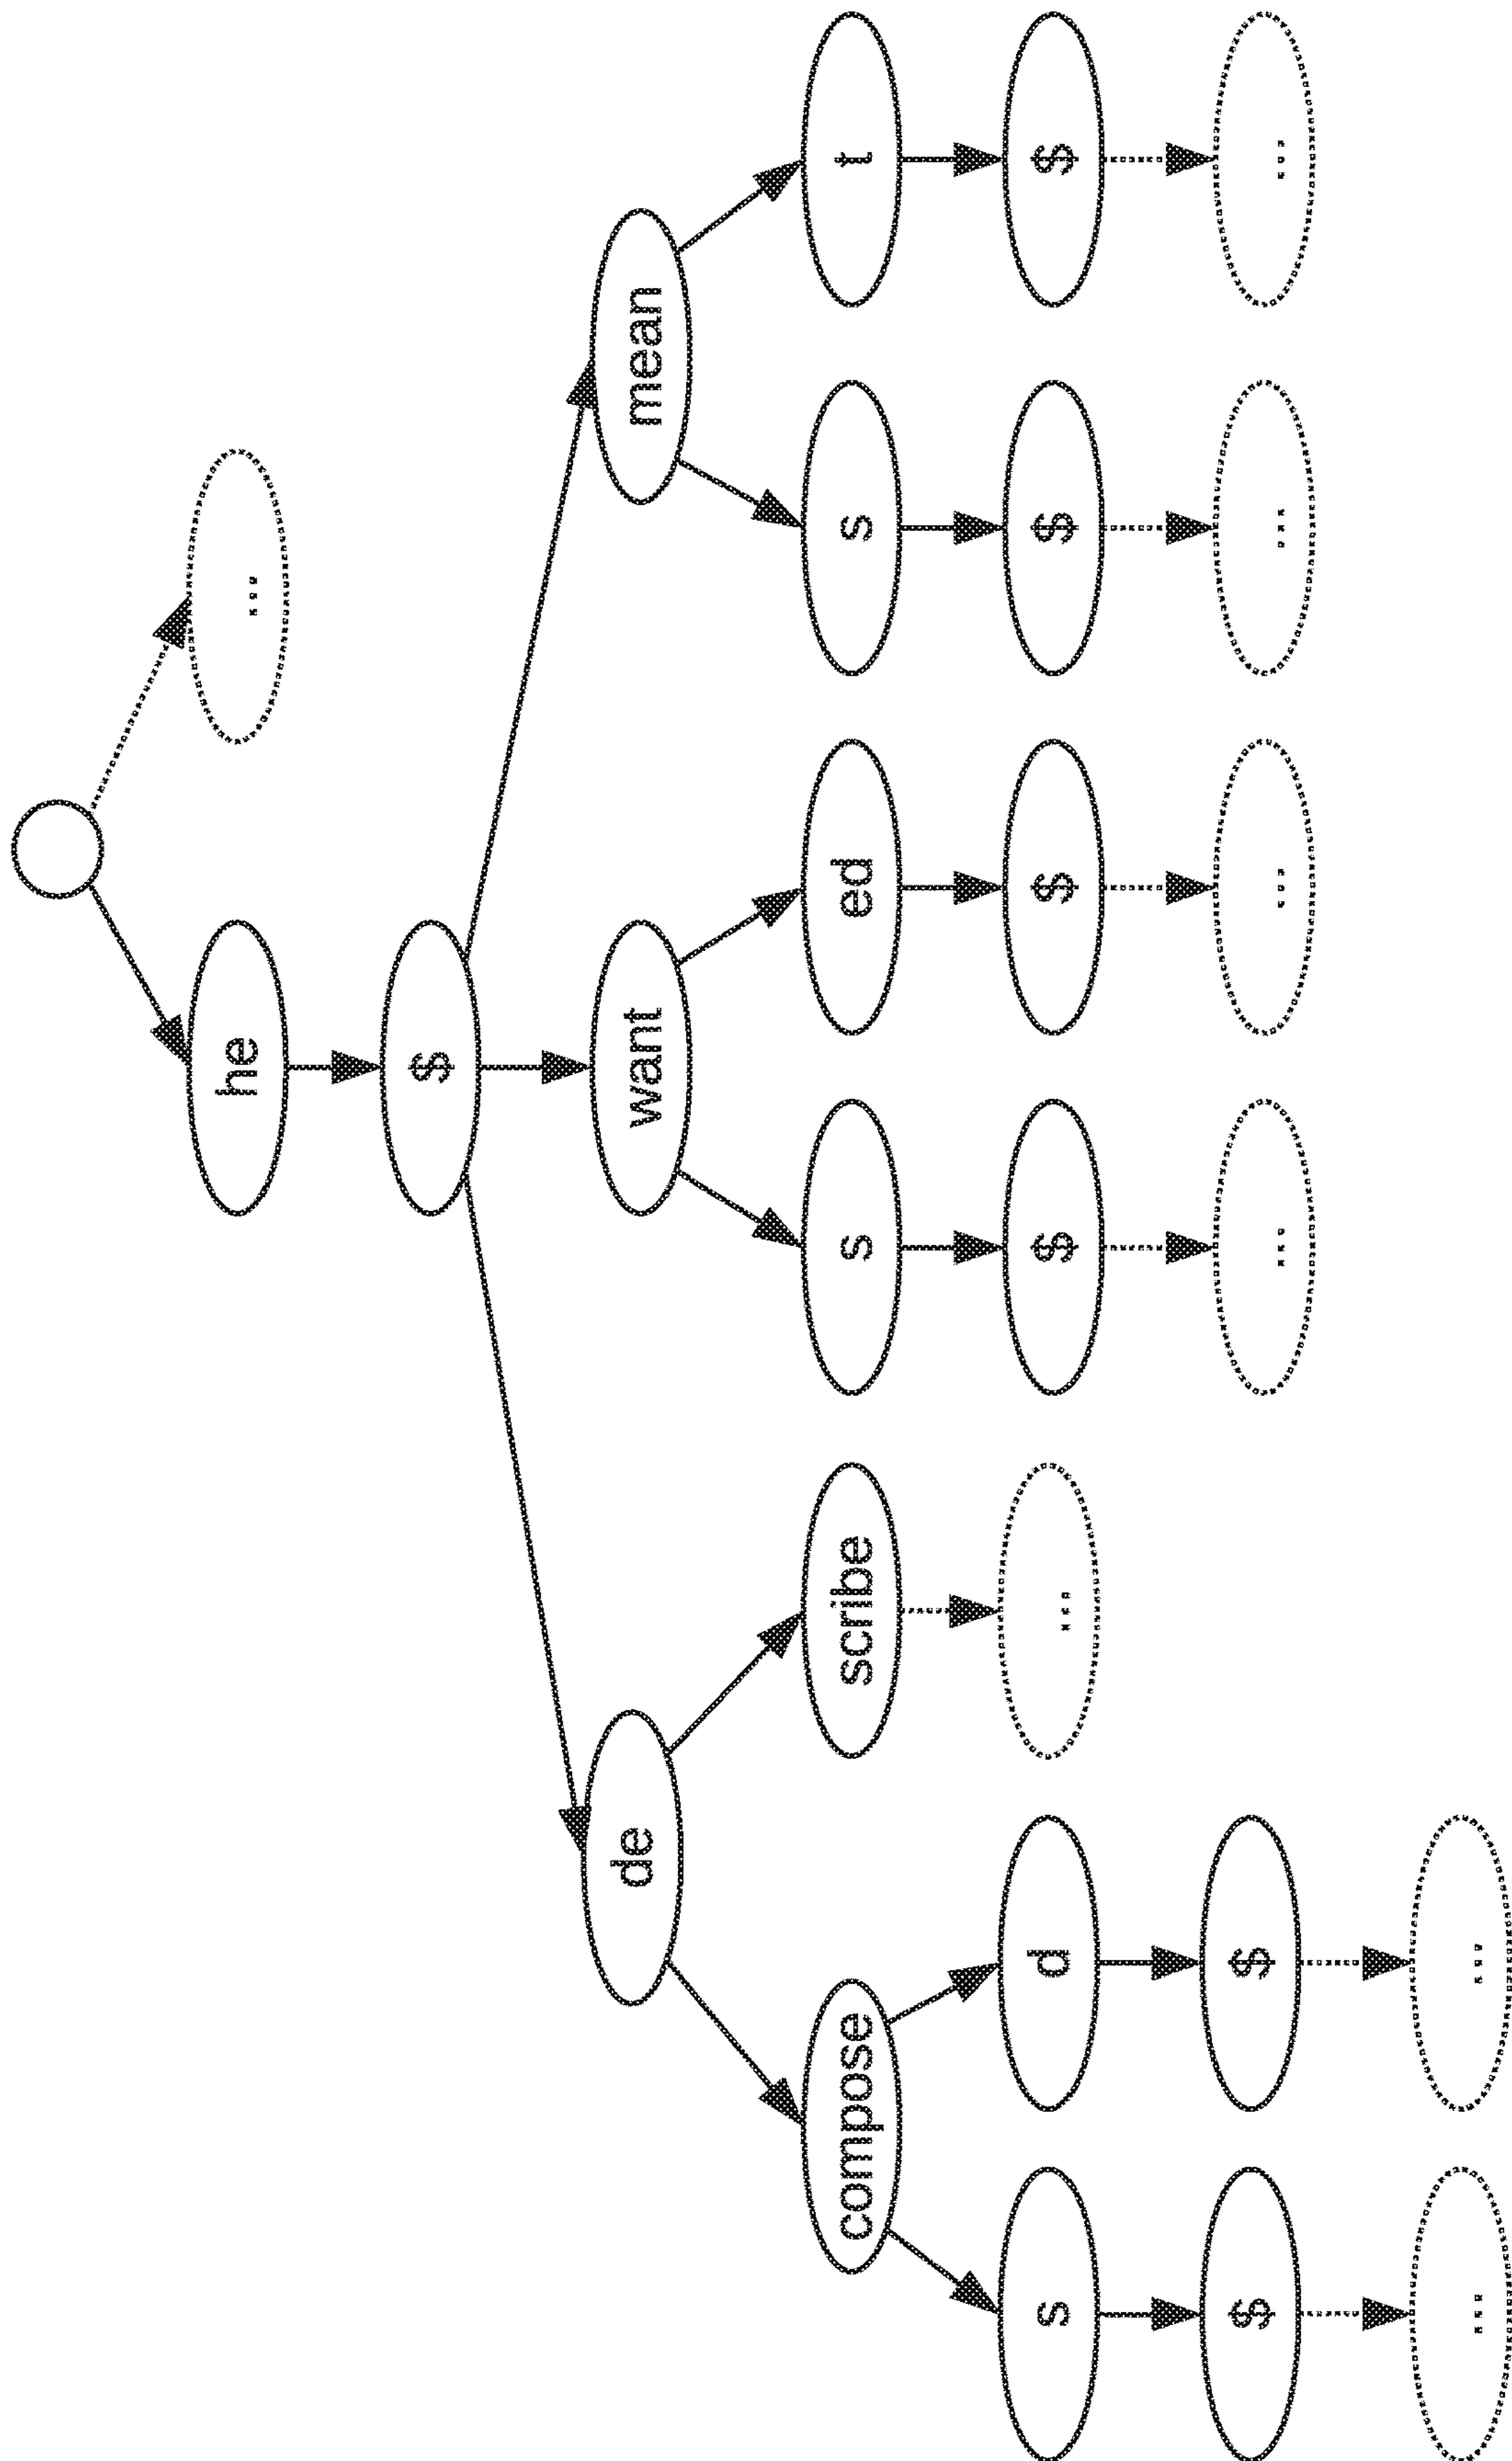 he ...
$
de want mean
compose scribe s ed s t
s d ... $ $ $ $
$ $ ... ... ... ...
... ...